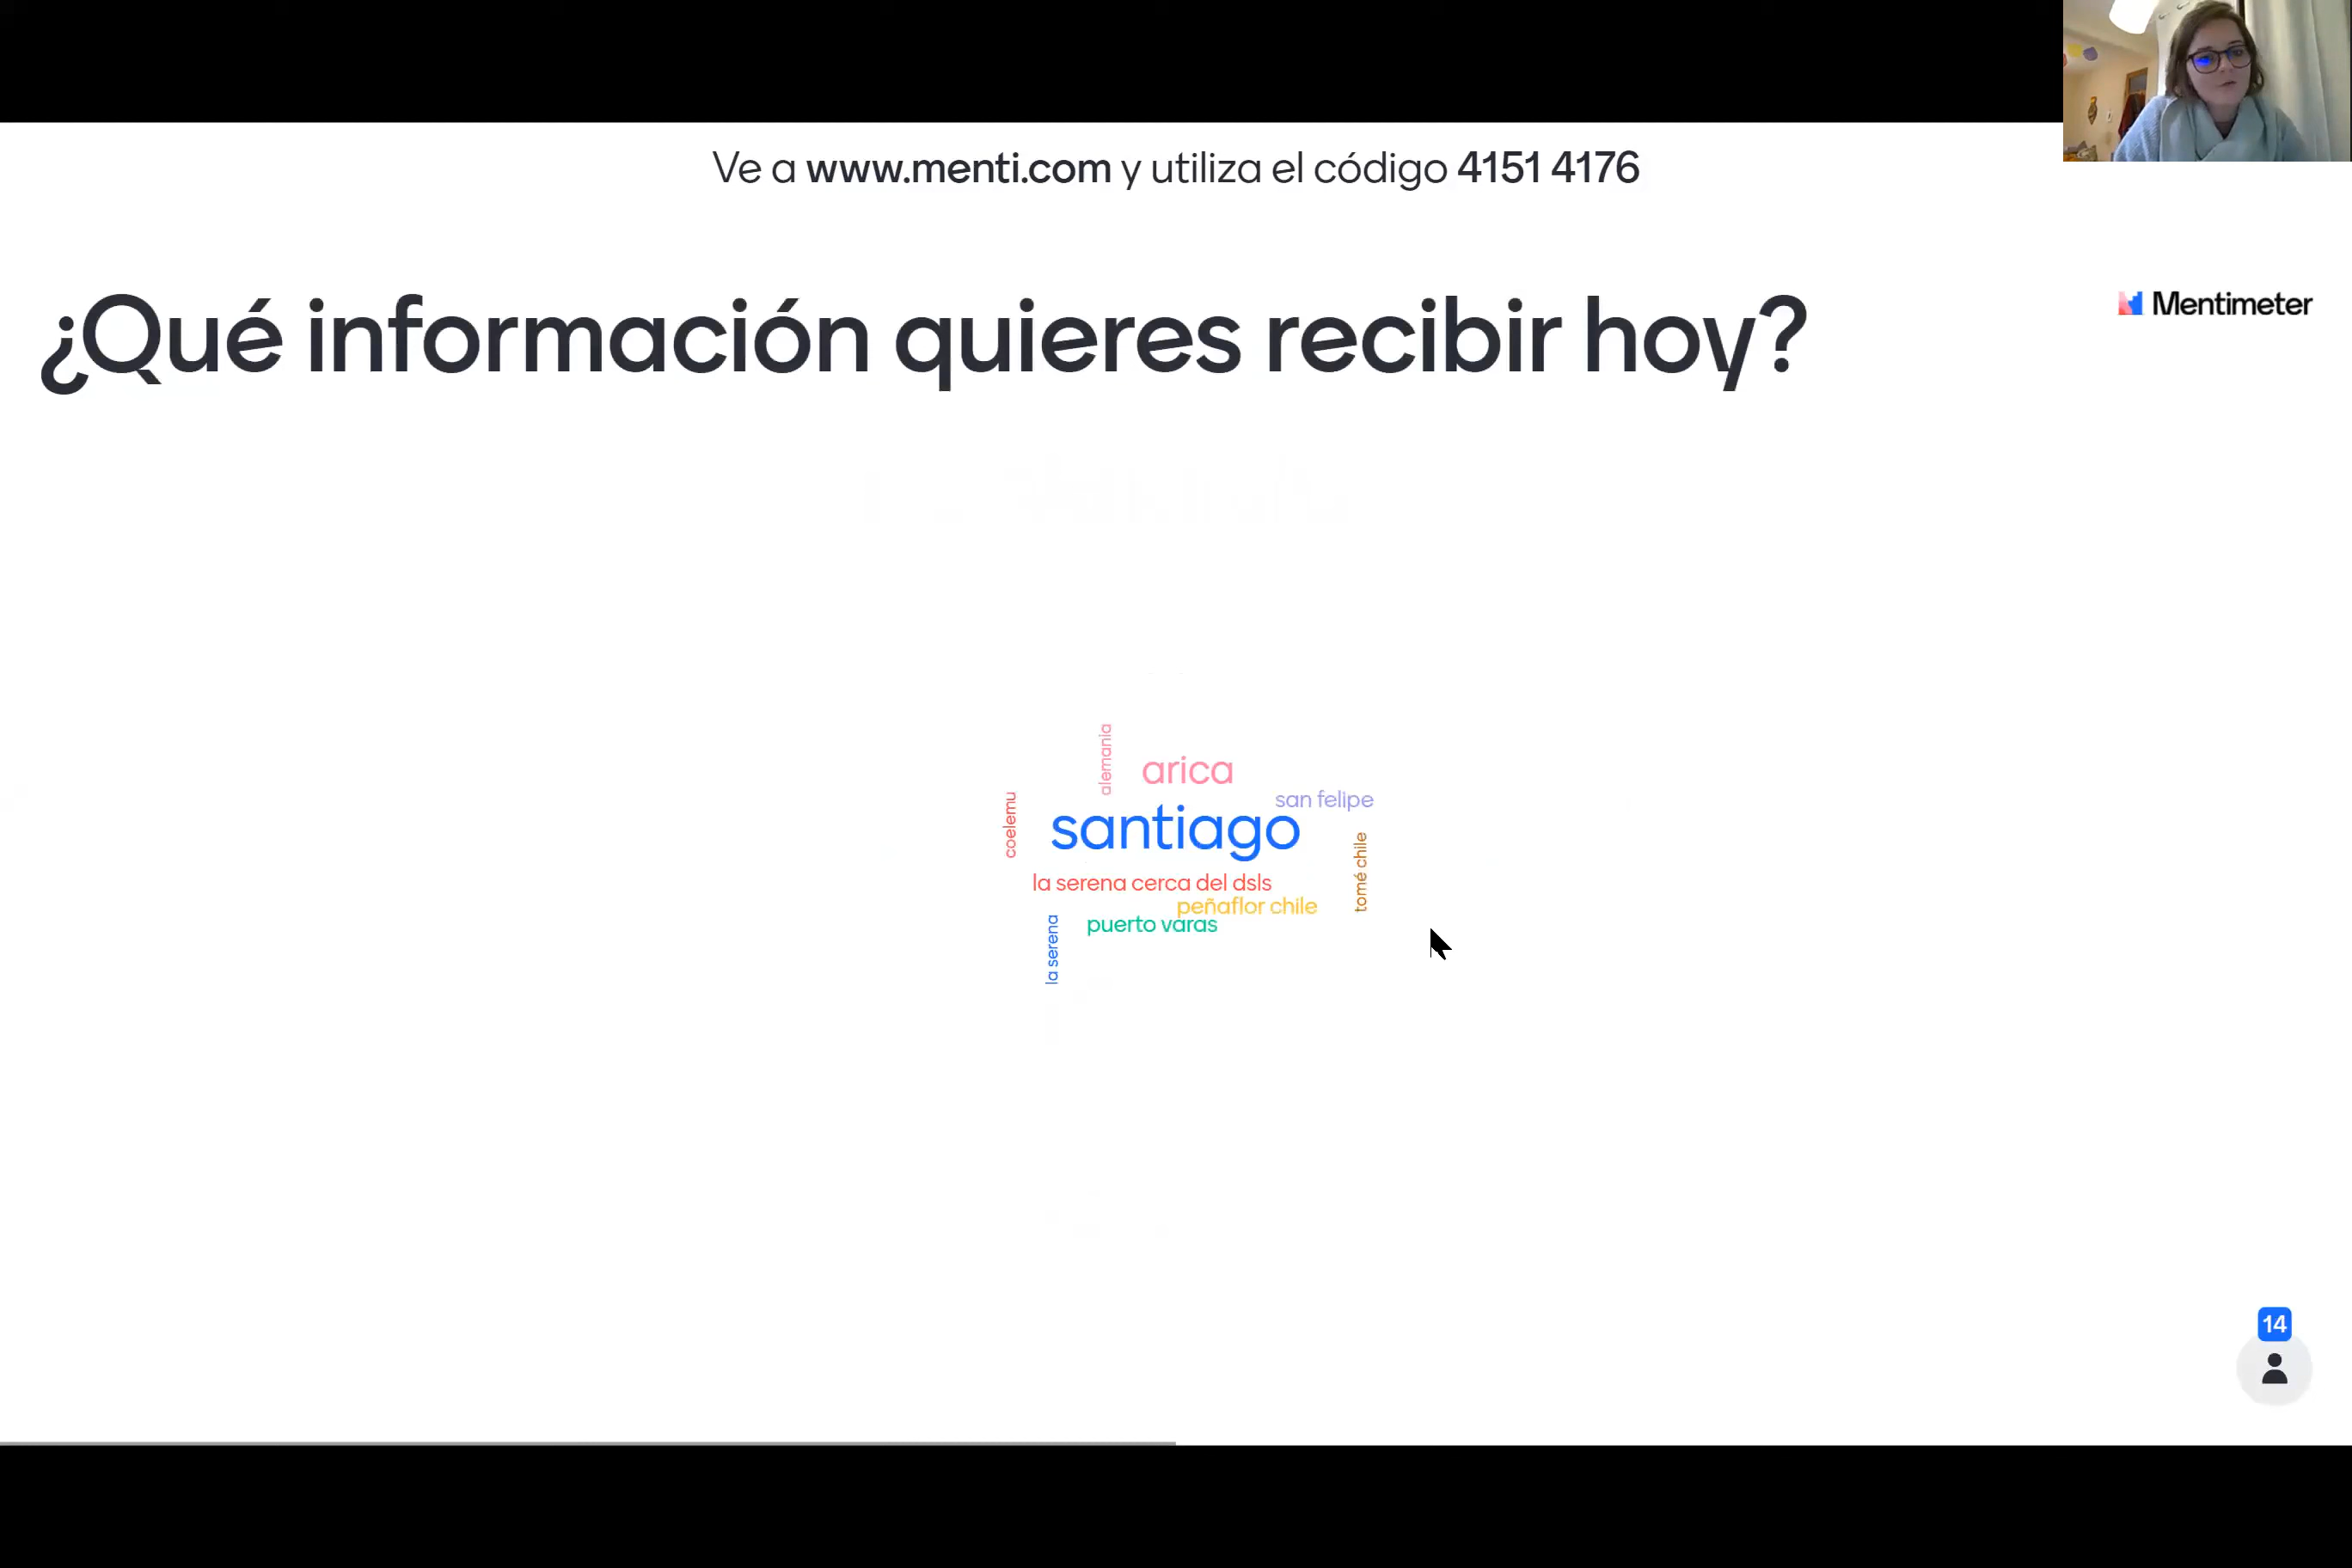 Ve a www.menti.com y utiliza el código 4151 4176
¿Qué información quieres recibir hoy?
Mentimeter
alemania
arica
coelemu
san felipe
santiago
tomé chile
la serena cerca del dsls
peñaflor chile
puerto varas
la serena
14